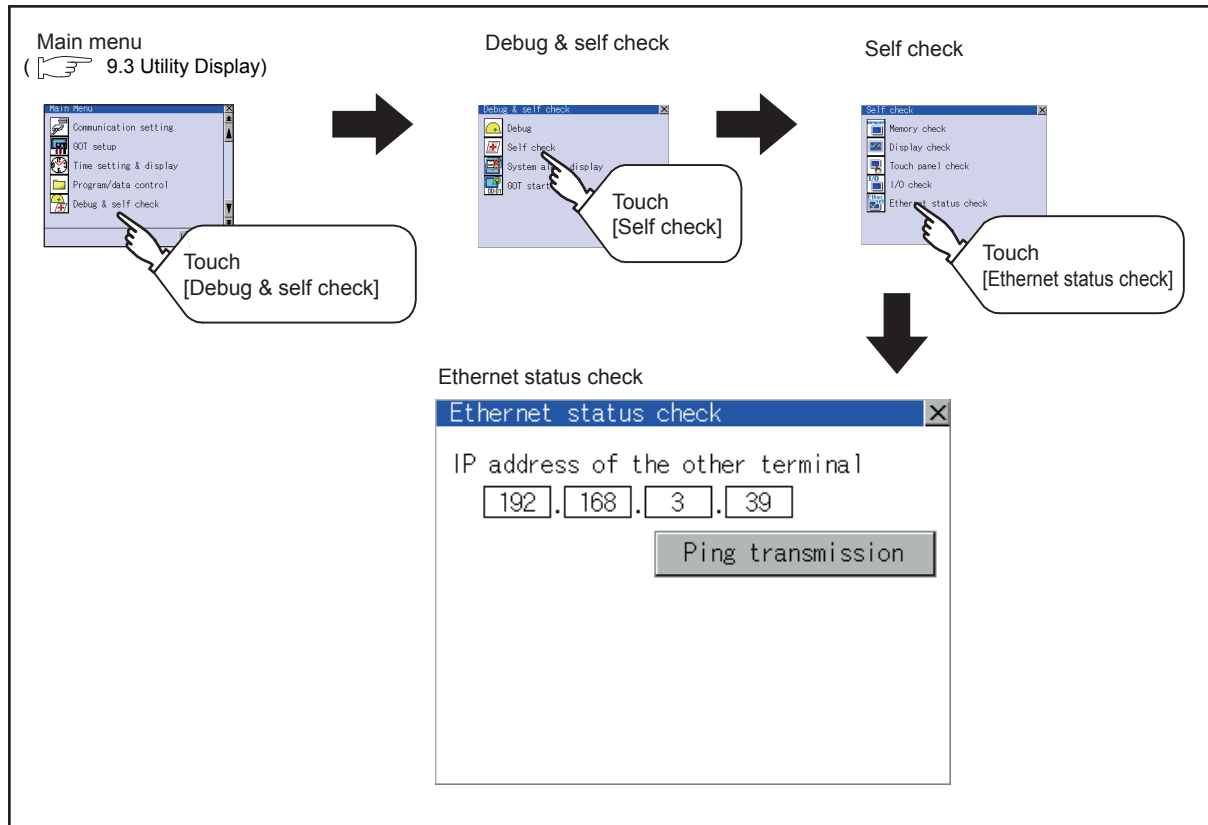 Main menu
( 9.3 Utility Display)
Main Menu
Communication setting
GOT setup
Time setting & display
Program/data control
Debug & self check
Touch
[Debug & self check]
Debug & self check
Debug & self check
Debug
Self check
System display
GOT start
Touch
[Self check]
Self check
Self check
Memory check
Display check
Touch panel check
I/O check
Ethernet status check
Touch
[Ethernet status check]
Ethernet status check
Ethernet status check
IP address of the other terminal
192 . 168 . 3 . 39
Ping transmission